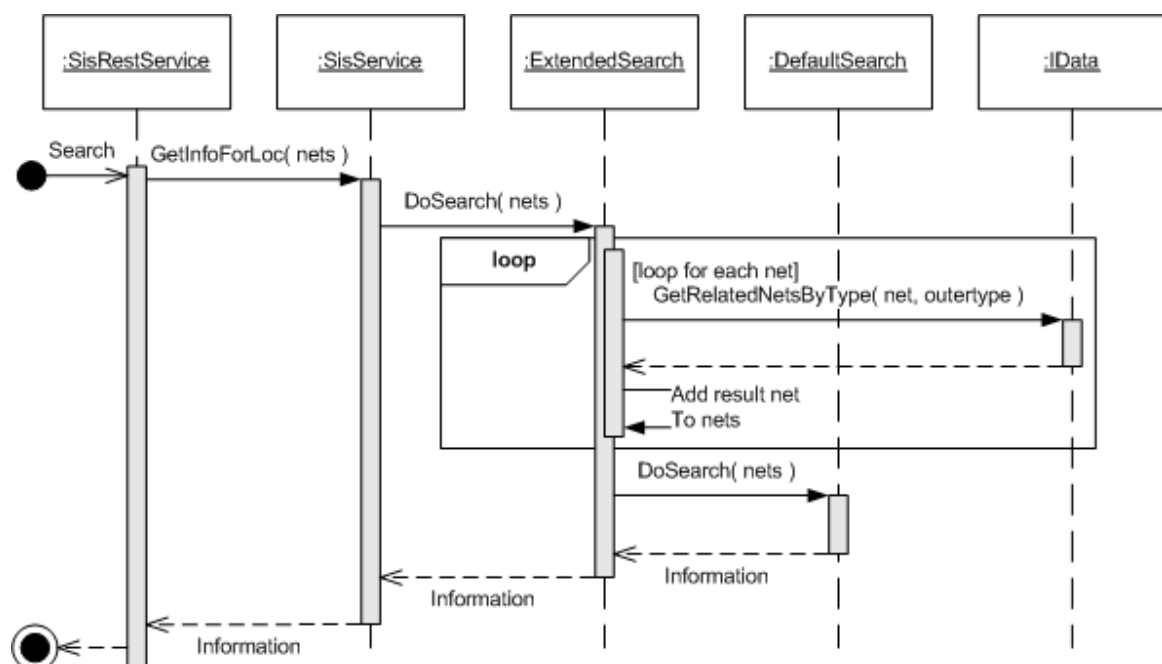 :SisRestService
:SisService
:ExtendedSearch
:DefaultSearch
:IData
Search
GetInfoForLoc( nets )
DoSearch( nets )
loop
[loop for each net]
GetRelatedNetsByType( net, outertype )
Add result net
To nets
DoSearch( nets )
Information
Information
Information